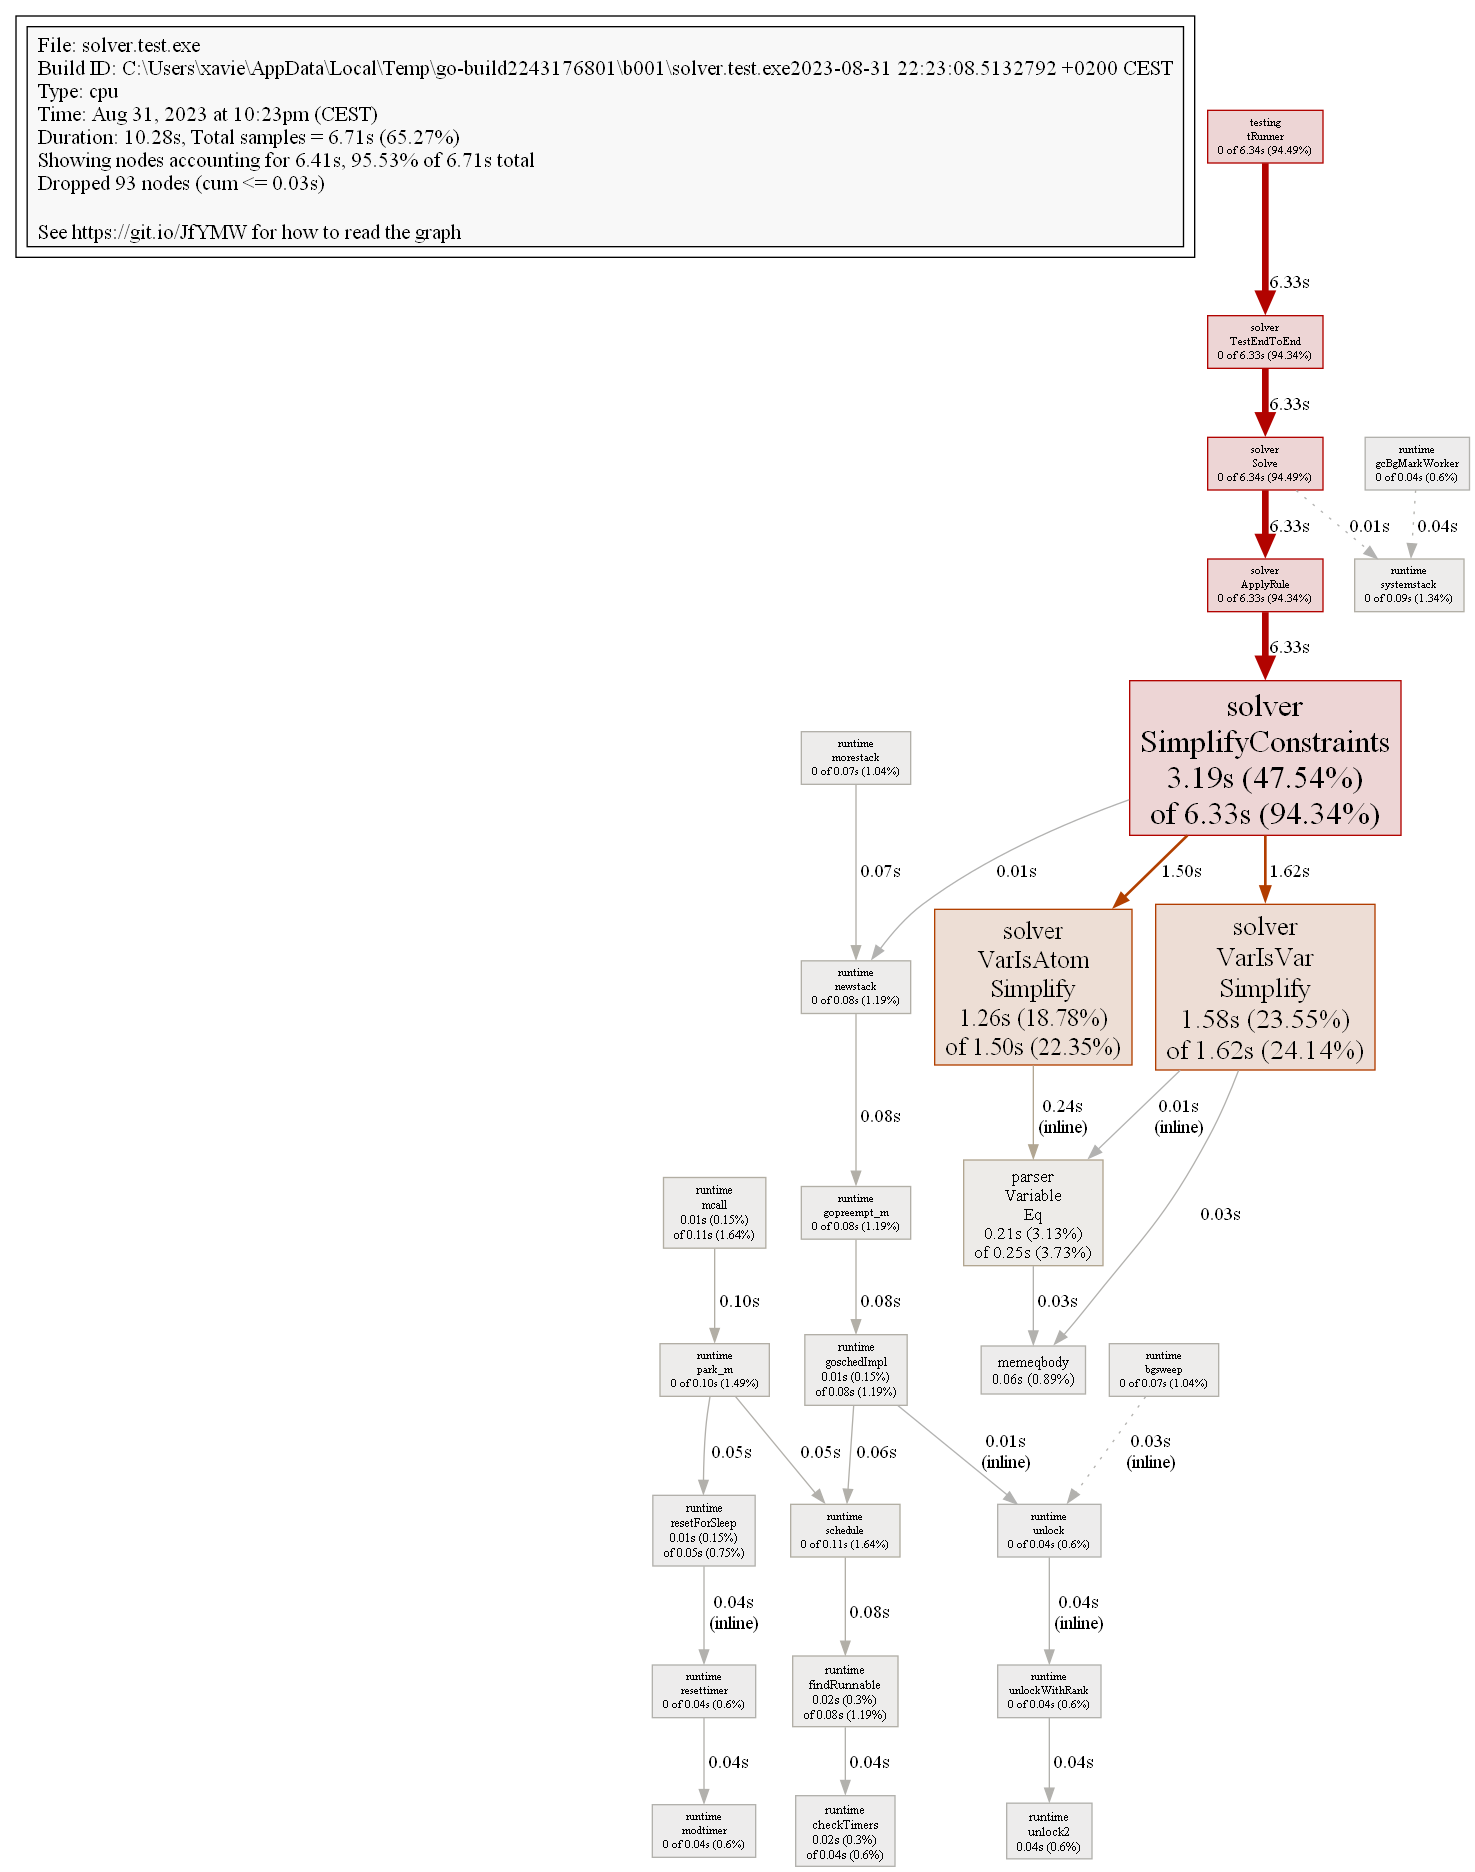 File: solver.test.exe
Build ID: C:\Users\xavie\AppData\Local\Temp\go-build2243176801\b001\solver.test.exe2023-08-31 22:23:08.5132792 +0200 CEST
Type: cpu
Time: Aug 31, 2023 at 10:23pm (CEST)
Duration: 10.28s, Total samples = 6.71s (65.27%)
Showing nodes accounting for 6.41s, 95.53% of 6.71s total
Dropped 93 nodes (cum <= 0.03s)
See https://git.io/JfYMW for how to read the graph
testing
tRunner
0 of 6.34s (94.49%)
6.33s
solver
TestEndToEnd
0 of 6.33s (94.34%)
6.33s
solver
Solve
0 of 6.34s (94.49%)
runtime
gcBgMarkWorker
0 of 0.04s (0.6%)
6.33s
0.01s
0.04s
solver
ApplyRule
0 of 6.33s (94.34%)
runtime
systemstack
0 of 0.09s (1.34%)
6.33s
solver
SimplifyConstraints
3.19s (47.54%)
of 6.33s (94.34%)
runtime
morestack
0 of 0.07s (1.04%)
0.07s
0.01s
1.50s
1.62s
solver
VarIsAtom
Simplify
1.26s (18.78%)
of 1.50s (22.35%)
solver
VarIsVar
Simplify
1.58s (23.55%)
of 1.62s (24.14%)
runtime
newstack
0 of 0.08s (1.19%)
0.08s
0.24s
(inline)
0.01s
(inline)
0.03s
parser
Variable
Eq
0.21s (3.13%)
of 0.25s (3.73%)
runtime
mcall
0.01s (0.15%)
of 0.11s (1.64%)
runtime
gopreempt_m
0 of 0.08s (1.19%)
0.10s
0.08s
0.03s
runtime
park_m
0 of 0.10s (1.49%)
runtime
goschedImpl
0.01s (0.15%)
of 0.08s (1.19%)
memeqbody
0.06s (0.89%)
runtime
bgsweep
0 of 0.07s (1.04%)
0.05s
0.05s
0.06s
0.01s
(inline)
0.03s
(inline)
runtime
resetForSleep
0.01s (0.15%)
of 0.05s (0.75%)
runtime
schedule
0 of 0.11s (1.64%)
runtime
unlock
0 of 0.04s (0.6%)
0.04s
(inline)
0.08s
0.04s
(inline)
runtime
resettimer
0 of 0.04s (0.6%)
runtime
findRunnable
0.02s (0.3%)
of 0.08s (1.19%)
runtime
unlockWithRank
0 of 0.04s (0.6%)
0.04s
0.04s
0.04s
runtime
modtimer
0 of 0.04s (0.6%)
runtime
checkTimers
0.02s (0.3%)
of 0.04s (0.6%)
runtime
unlock2
0.04s (0.6%)